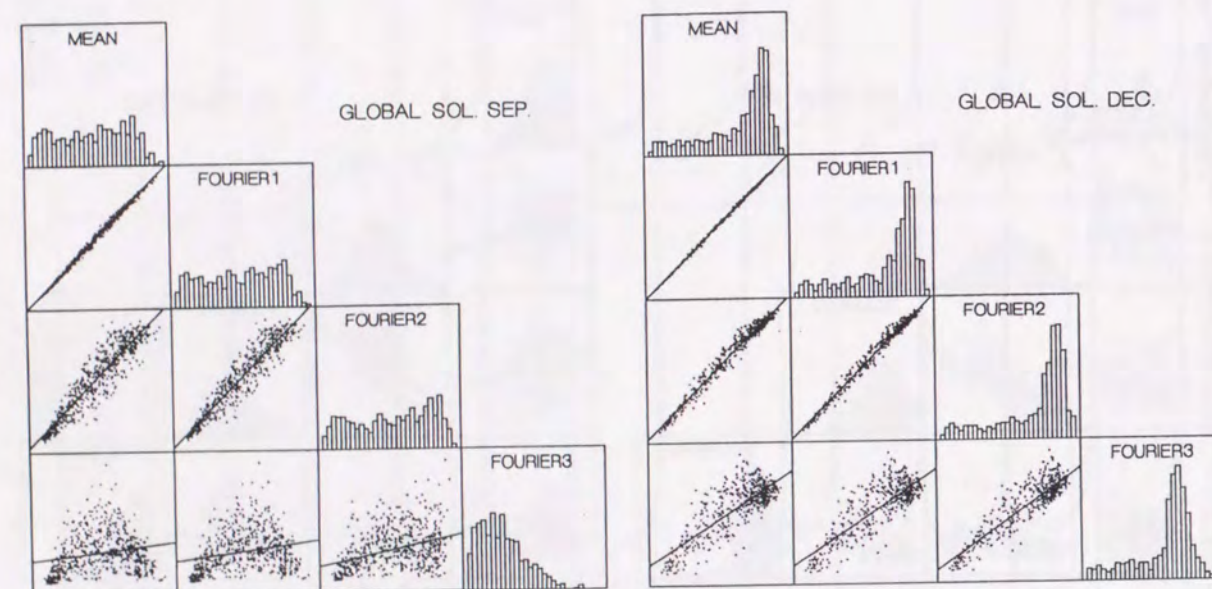 MEAN
GLOBAL SOL. SEP.
FOURIER1
FOURIER2
FOURIER3
MEAN
GLOBAL SOL. DEC.
FOURIER1
FOURIER2
FOURIER3